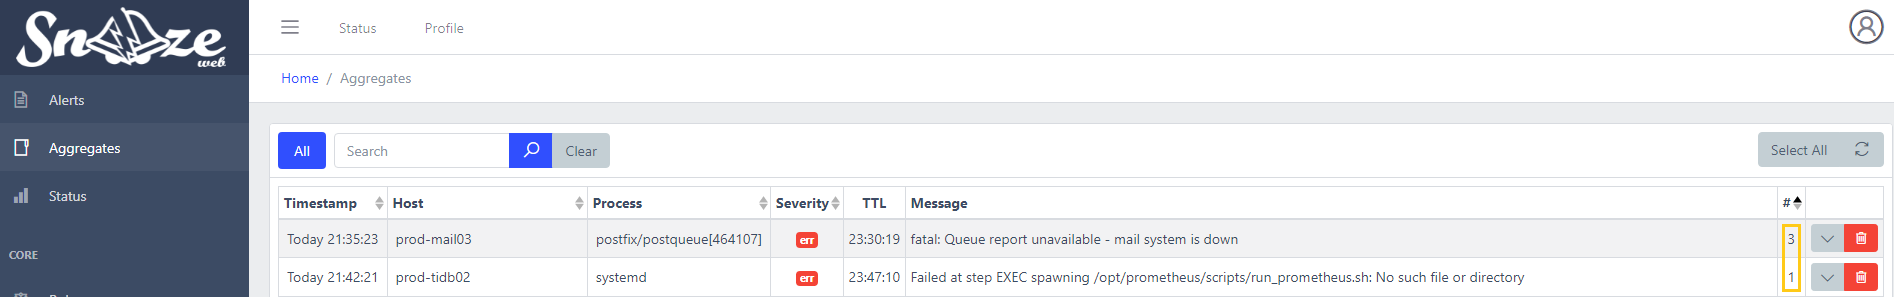 Snooze
web
Status
Profile
Home / Aggregates
Alerts
Aggregates
Status
CORE
All
Search
Clear
Select All
Timestamp Host Process Severity TTL Message #
Today 21:35:23 prod-mail03 postfix/postqueue[464107] err 23:30:19 fatal: Queue report unavailable - mail system is down 3
Today 21:42:21 prod-tidb02 systemd err 23:47:10 Failed at step EXEC spawning /opt/prometheus/scripts/run_prometheus.sh: No such file or directory 1